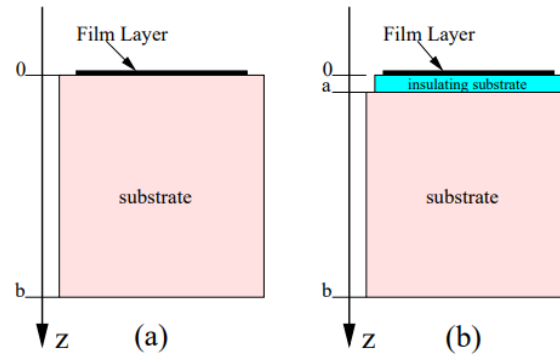 Film Layer
0
substrate
b
z
(a)
Film Layer
0
insulating substrate
a
substrate
b
z
(b)